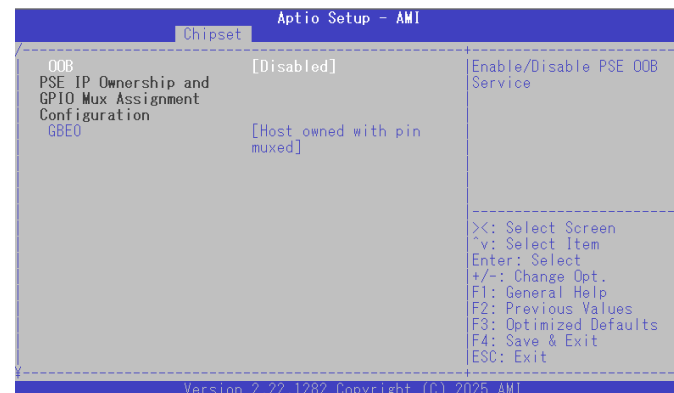 Aptio Setup - AMI
Chipset
OOB [Disabled]
PSE IP Ownership and
GPIO Mux Assignment
Configuration
GBE0 [Host owned with pin
muxed]
Enable/Disable PSE OOB
Service
><: Select Screen
^v: Select Item
Enter: Select
+/-: Change Opt.
F1: General Help
F2: Previous Values
F3: Optimized Defaults
F4: Save & Exit
ESC: Exit
Version 2.22.1282 Copyright (C) 2025 AMI